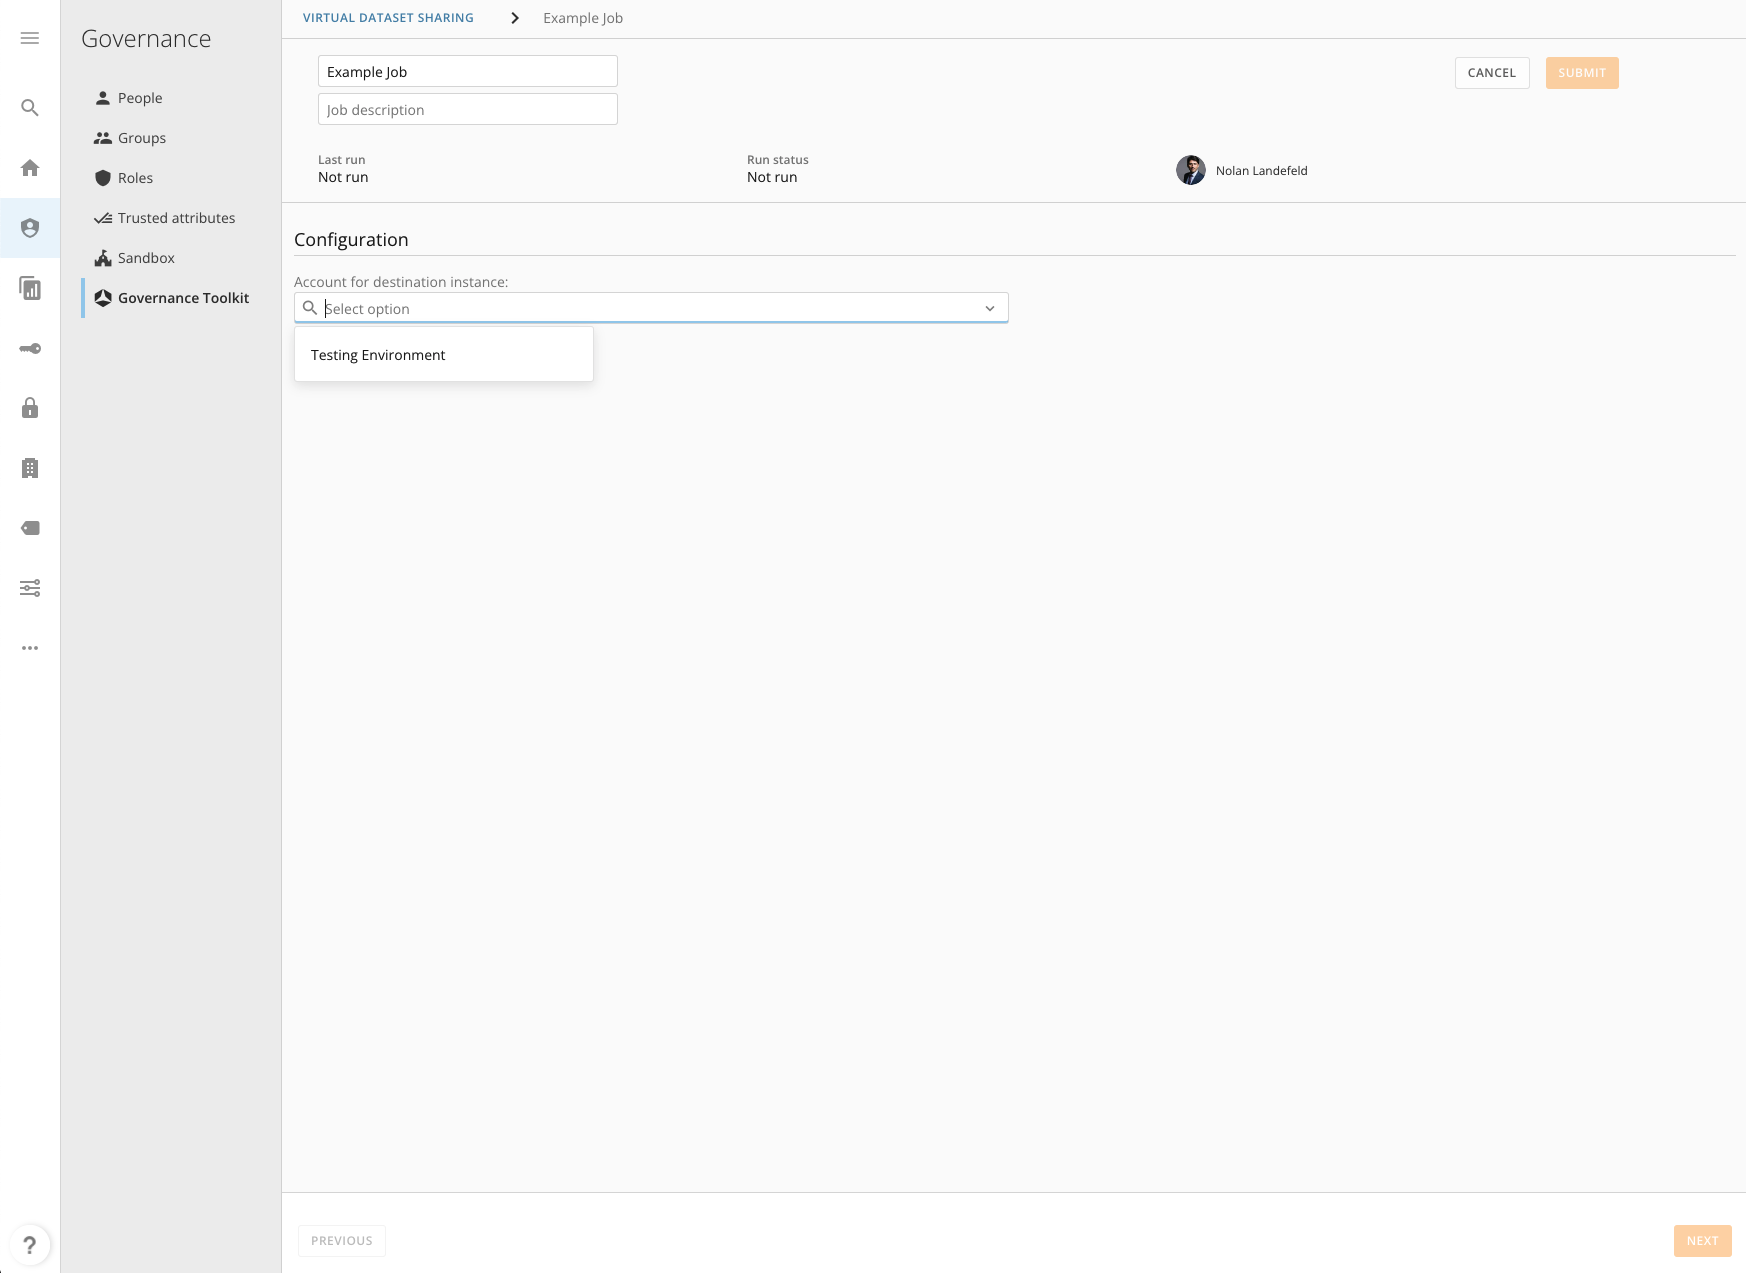 Governance
People
Groups
Roles
Trusted attributes
Sandbox
Governance Toolkit
VIRTUAL DATASET SHARING
Example Job
Example Job
Job description
CANCEL
SUBMIT
Last run
Not run
Run status
Not run
Nolan Landefeld
Configuration
Account for destination instance:
Select option
Testing Environment
PREVIOUS
NEXT
?